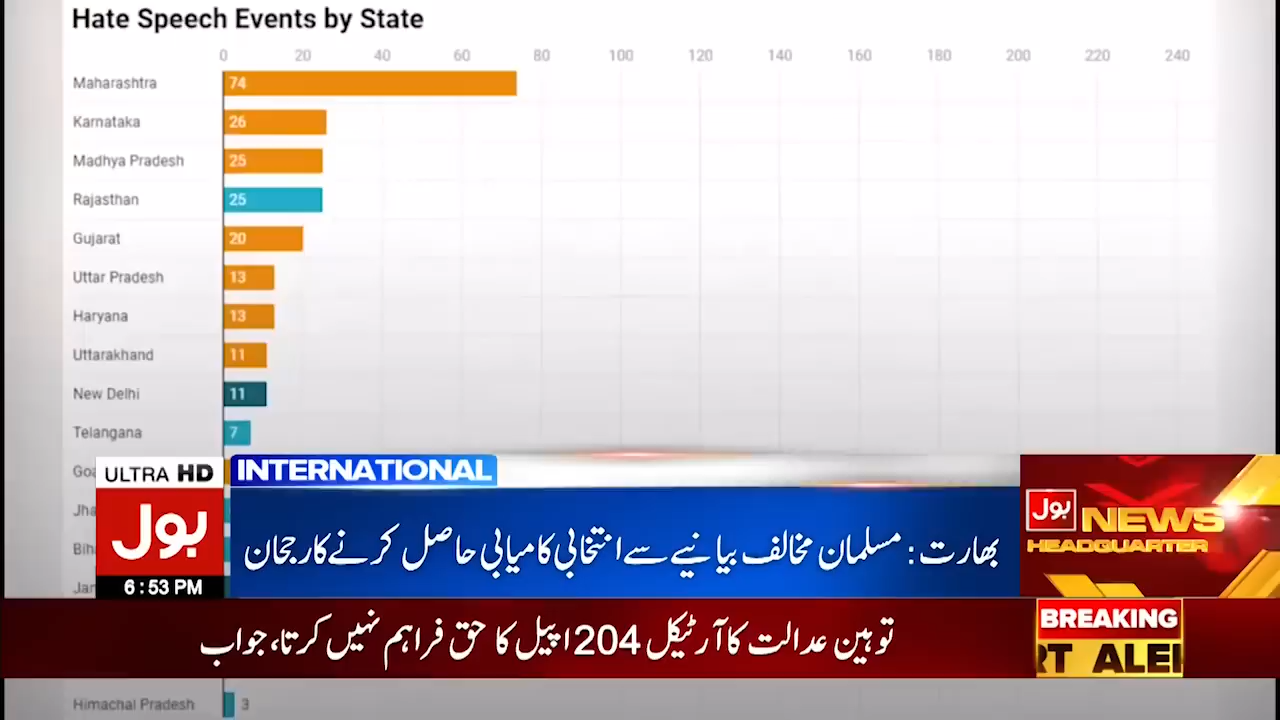 Hate Speech Events by State
0 20 40 60 80 100 120 140 160 180 200 220 240
Maharashtra 74
Karnataka 26
Madhya Pradesh 25
Rajasthan 25
Gujarat 20
Uttar Pradesh 13
Haryana 13
Uttarakhand 11
New Delhi 11
Telangana 7
ULTRA HD
INTERNATIONAL
بول
6:53 PM
بھارت : مسلمان مخالف بیانیے سے انتخابی کامیابی حاصل کرنے کا رجحان
بول NEWS
HEADQUARTER
توہین عدالت کا آرٹیکل 204 اپیل کا حق فراہم نہیں کرتا، جواب
BREAKING
Himachal Pradesh 3